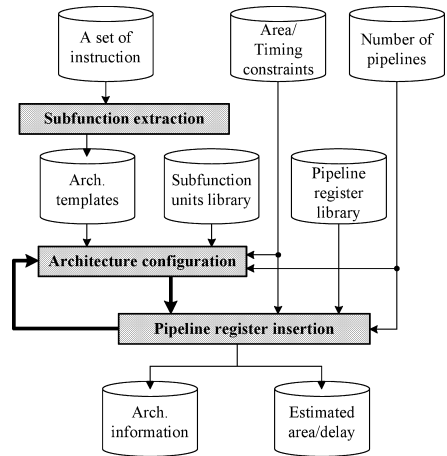 A set of
instruction
Area/
Timing
constraints
Number of
pipelines
Subfunction extraction
Arch.
templates
Subfunction
units library
Pipeline
register
library
Architecture configuration
Pipeline register insertion
Arch.
information
Estimated
area/delay